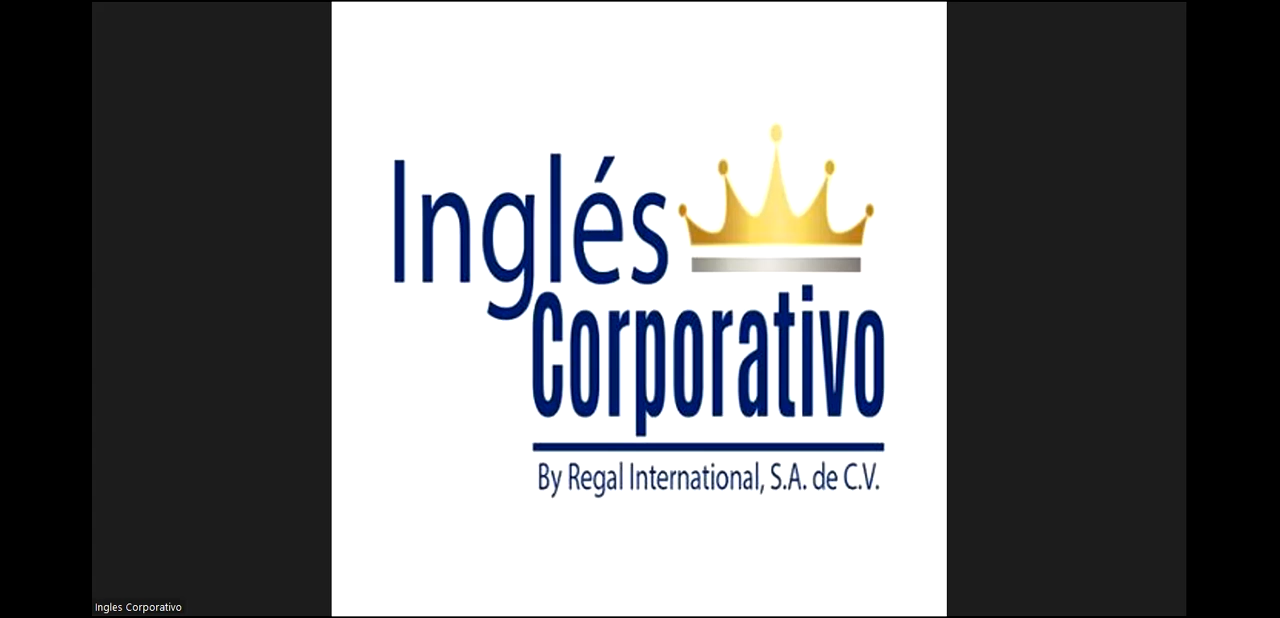 Inglés
Corporativo
By Regal International, S.A. de C.V.
Ingles Corporativo